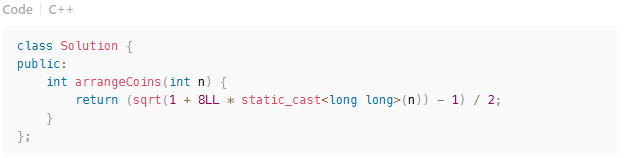 Code | C++
class Solution {
public:
    int arrangeCoins(int n) {
        return (sqrt(1 + 8LL * static_cast<long long>(n)) - 1) / 2;
    }
};